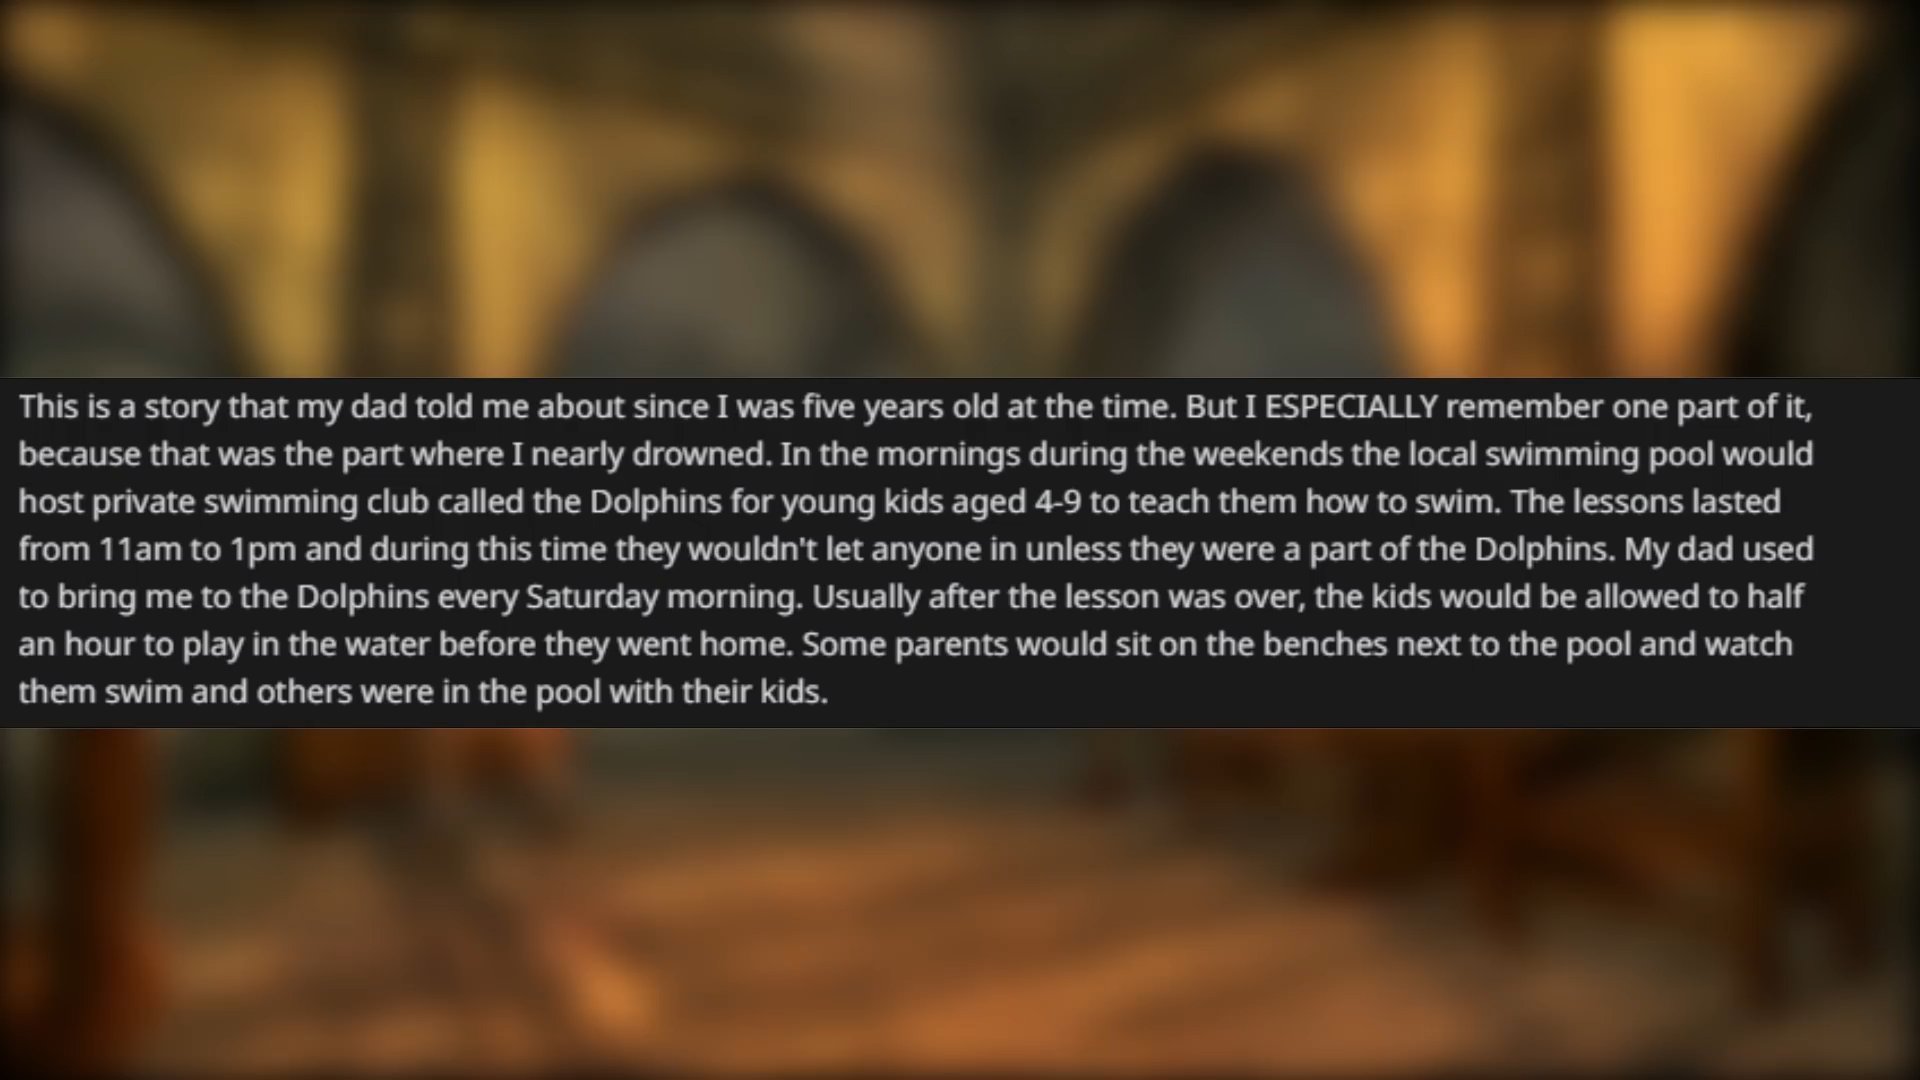 This is a story that my dad told me about since I was five years old at the time. But I ESPECIALLY remember one part of it,
because that was the part where I nearly drowned. In the mornings during the weekends the local swimming pool would
host private swimming club called the Dolphins for young kids aged 4-9 to teach them how to swim. The lessons lasted
from 11am to 1pm and during this time they wouldn't let anyone in unless they were a part of the Dolphins. My dad used
to bring me to the Dolphins every Saturday morning. Usually after the lesson was over, the kids would be allowed to half
an hour to play in the water before they went home. Some parents would sit on the benches next to the pool and watch
them swim and others were in the pool with their kids.